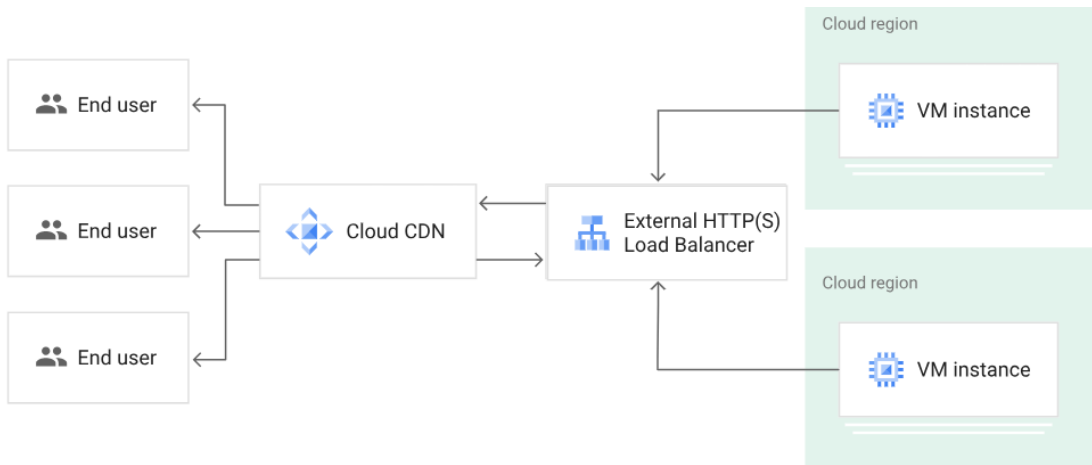 Cloud region
VM instance
End user
End user
End user
Cloud CDN
External HTTP(S)
Load Balancer
Cloud region
VM instance